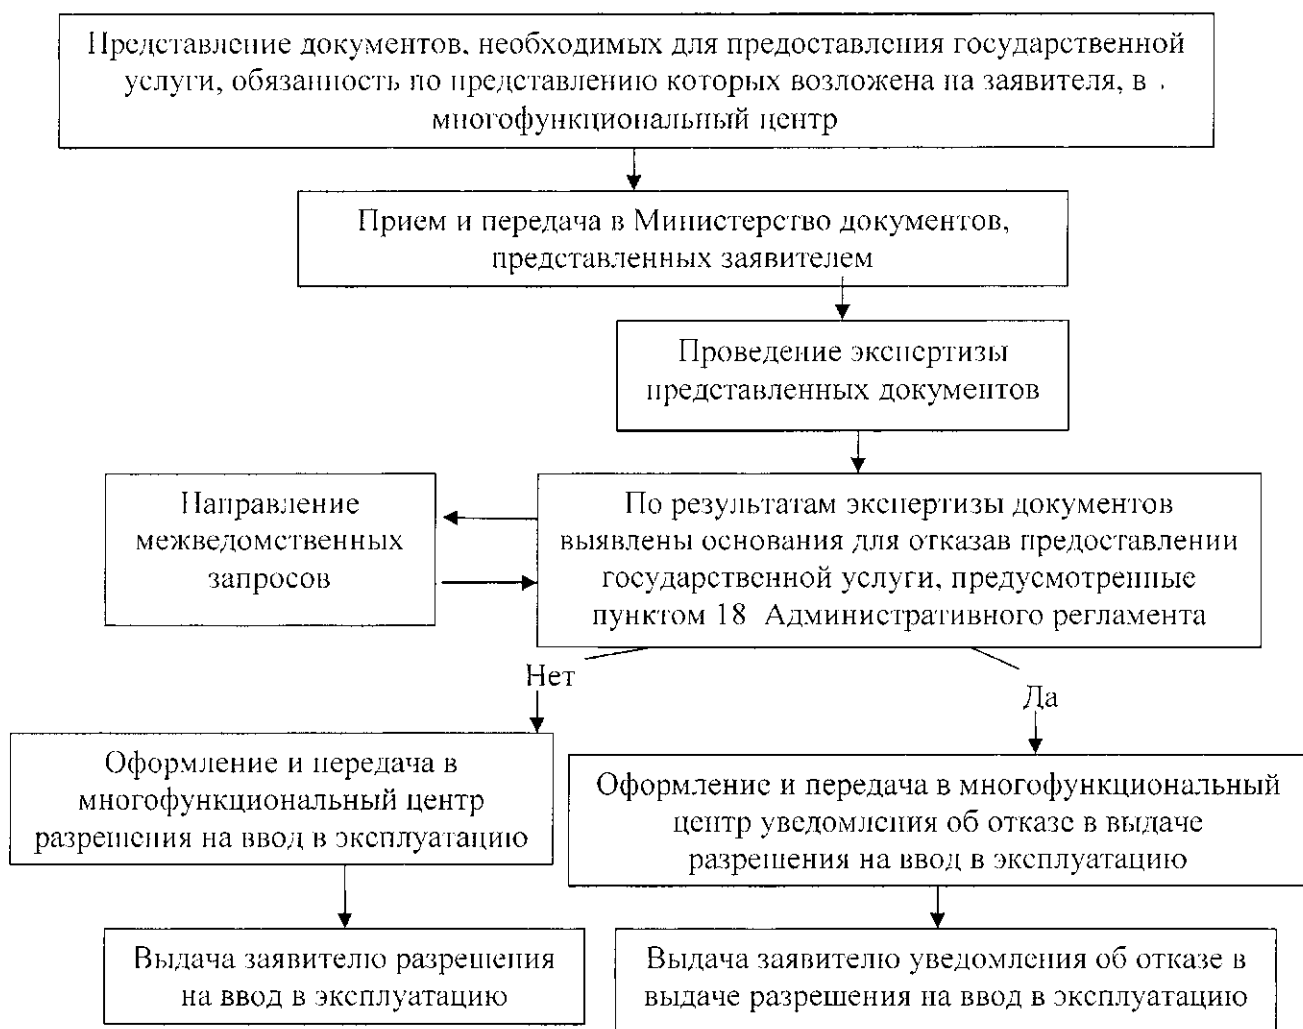 Представление документов, необходимых для предоставления государственной
услуги, обязанность по представлению которых возложена на заявителя, в
многофункциональный центр
Прием и передача в Министерство документов,
представленных заявителем
Проведение экспертизы
представленных документов
Направление
межведомственных
запросов
По результатам экспертизы документов
выявлены основания для отказав предоставлении
государственной услуги, предусмотренные
пунктом 18 Административного регламента
Нет
Да
Оформление и передача в
многофункциональный центр
разрешения на ввод в эксплуатацию
Оформление и передача в многофункциональный
центр уведомления об отказе в выдаче
разрешения на ввод в эксплуатацию
Выдача заявителю разрешения
на ввод в эксплуатацию
Выдача заявителю уведомления об отказе в
выдаче разрешения на ввод в эксплуатацию